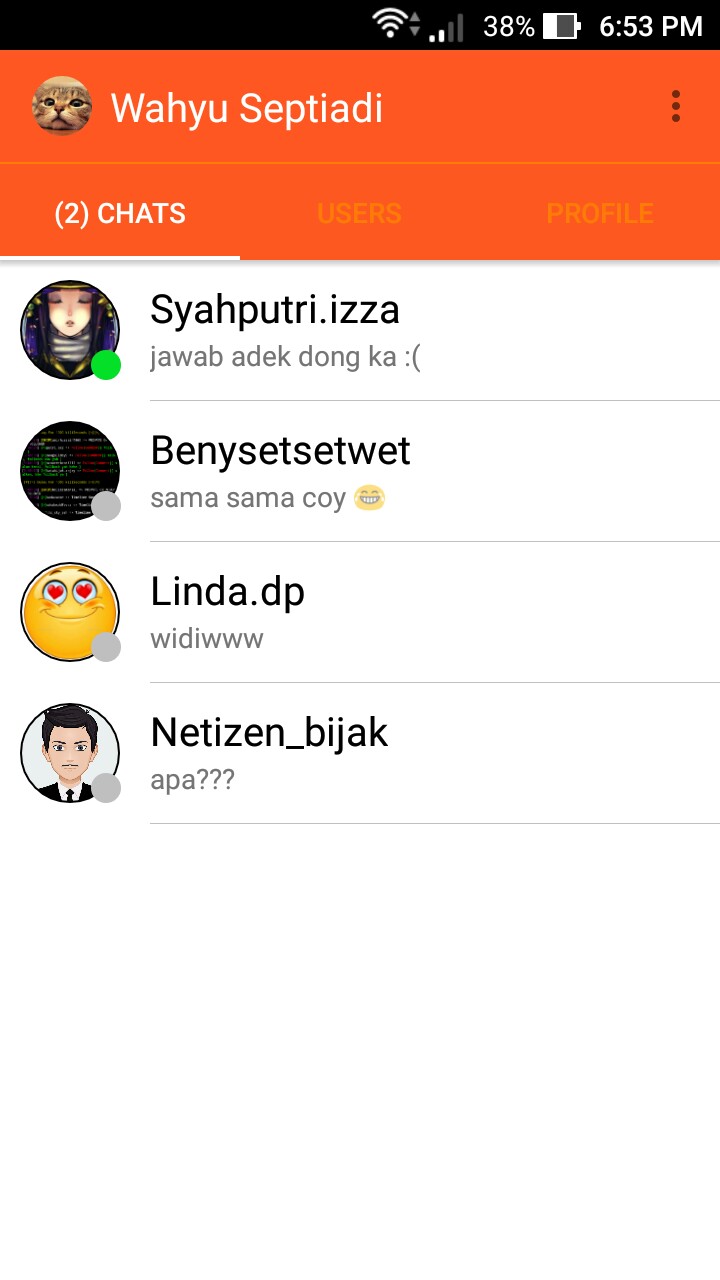 38% 6:53 PM
Wahyu Septiadi
(2) CHATS USERS PROFILE
Syahputri.izza
jawab adek dong ka :(
Benysetsetwet
sama sama coy 😂
Linda.dp
widiwww
Netizen_bijak
apa???